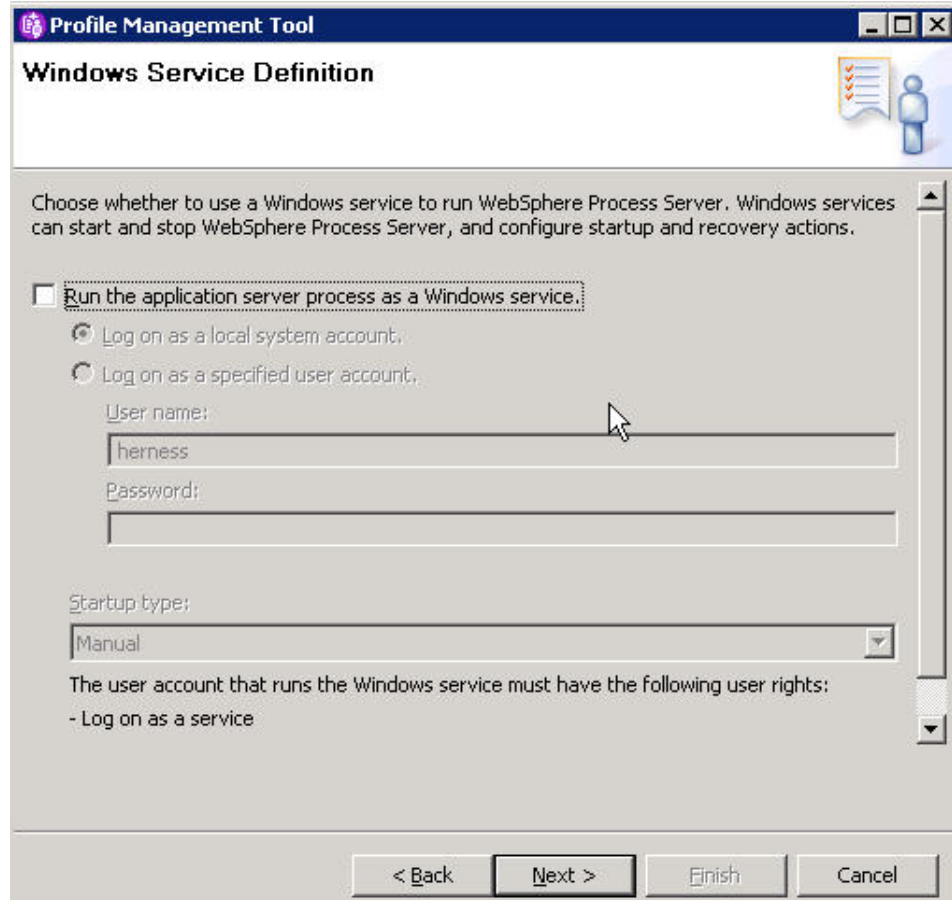 Profile Management Tool
Windows Service Definition
Choose whether to use a Windows service to run WebSphere Process Server. Windows services
can start and stop WebSphere Process Server, and configure startup and recovery actions.
Run the application server process as a Windows service.
Log on as a local system account.
Log on as a specified user account.
User name:
herness
Password:
Startup type:
Manual
The user account that runs the Windows service must have the following user rights:
- Log on as a service
< Back Next > Finish Cancel